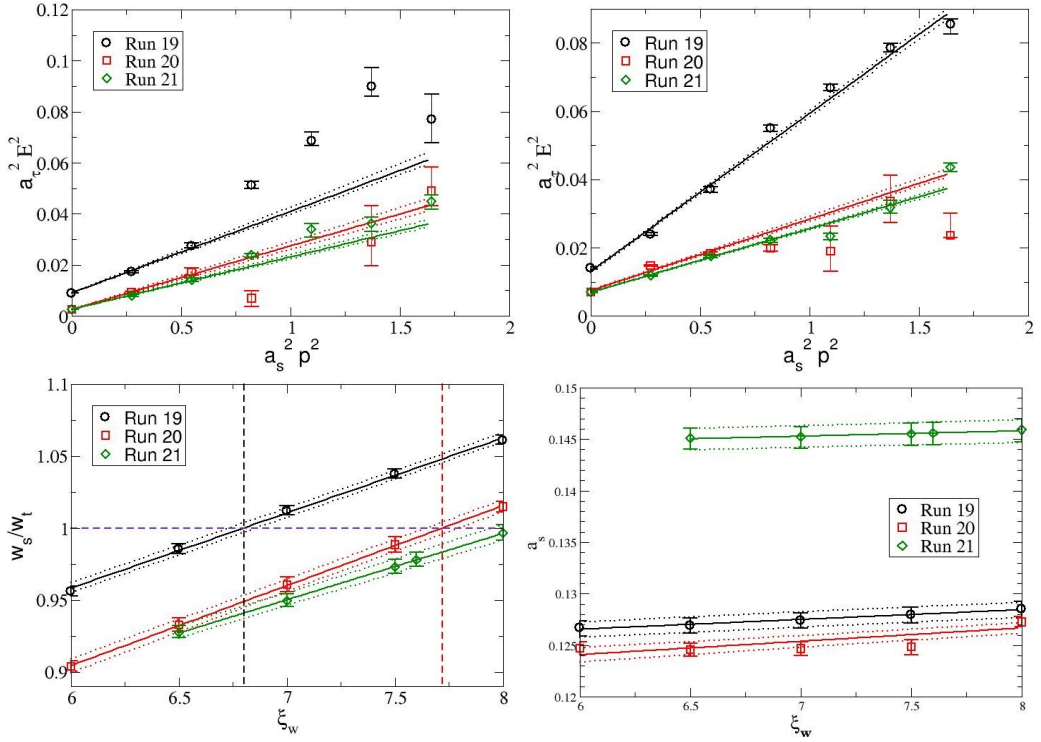 0.12
0.1
0.08
0.06
0.04
0.02
0
a_τ^2 E^2
Run 19
Run 20
Run 21
0 0.5 1 1.5 2
a_s^2 p^2
0.08
0.06
0.04
0.02
0
a_τ^2 E^2
Run 19
Run 20
Run 21
0 0.5 1 1.5 2
a_s^2 p^2
1.1
1.05
1
0.95
0.9
w_s/w_t
Run 19
Run 20
Run 21
6 6.5 7 7.5 8
ξ_w
0.15
0.145
0.14
0.135
0.13
0.125
0.12
a_s
Run 19
Run 20
Run 21
6 6.5 7 7.5 8
ξ_w